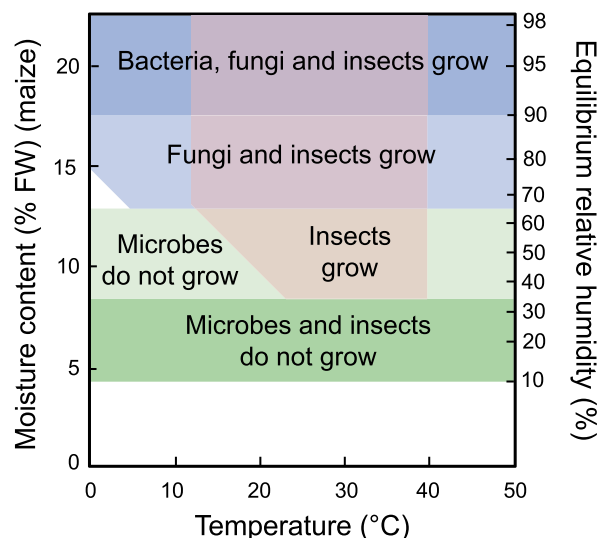 Bacteria, fungi and insects grow
Fungi and insects grow
Microbes
do not grow
Insects
grow
Microbes and insects
do not grow
Moisture content (% FW) (maize)
20
15
10
5
0
98
95
90
80
70
60
50
40
30
20
10
Equilibrium relative humidity (%)
0
10
20
30
40
50
Temperature (°C)